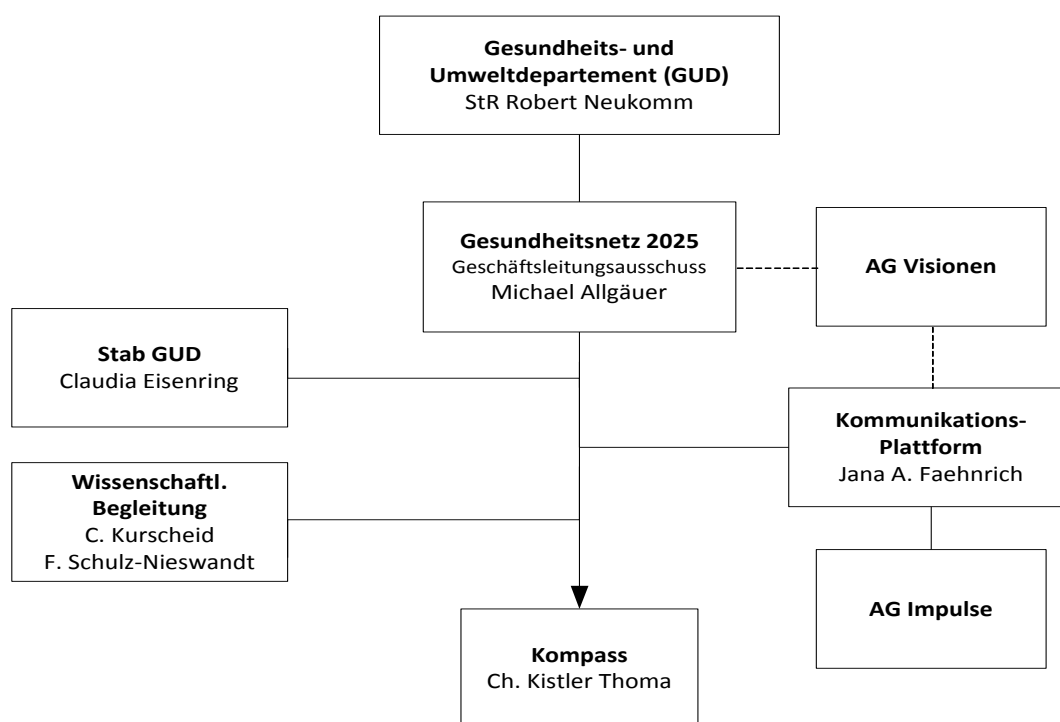 Gesundheits- und
Umweltdepartement (GUD)
StR Robert Neukomm
Gesundheitsnetz 2025
Geschäftsleitungsausschuss
Michael Allgäuer
AG Visionen
Stab GUD
Claudia Eisenring
Kommunikations-
Plattform
Jana A. Faehnrich
Wissenschaftl.
Begleitung
C. Kurscheid
F. Schulz-Nieswandt
AG Impulse
Kompass
Ch. Kistler Thoma